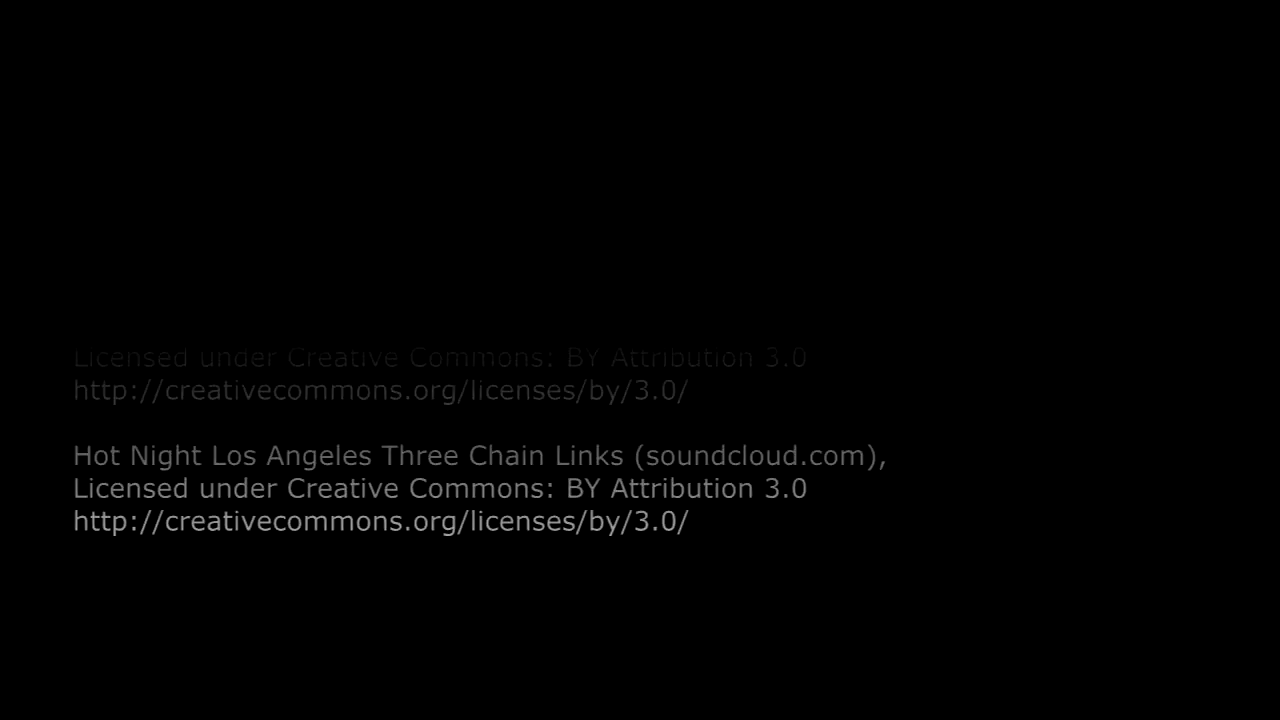 Licensed under Creative Commons: BY Attribution 3.0
http://creativecommons.org/licenses/by/3.0/
Hot Night Los Angeles Three Chain Links (soundcloud.com),
Licensed under Creative Commons: BY Attribution 3.0
http://creativecommons.org/licenses/by/3.0/